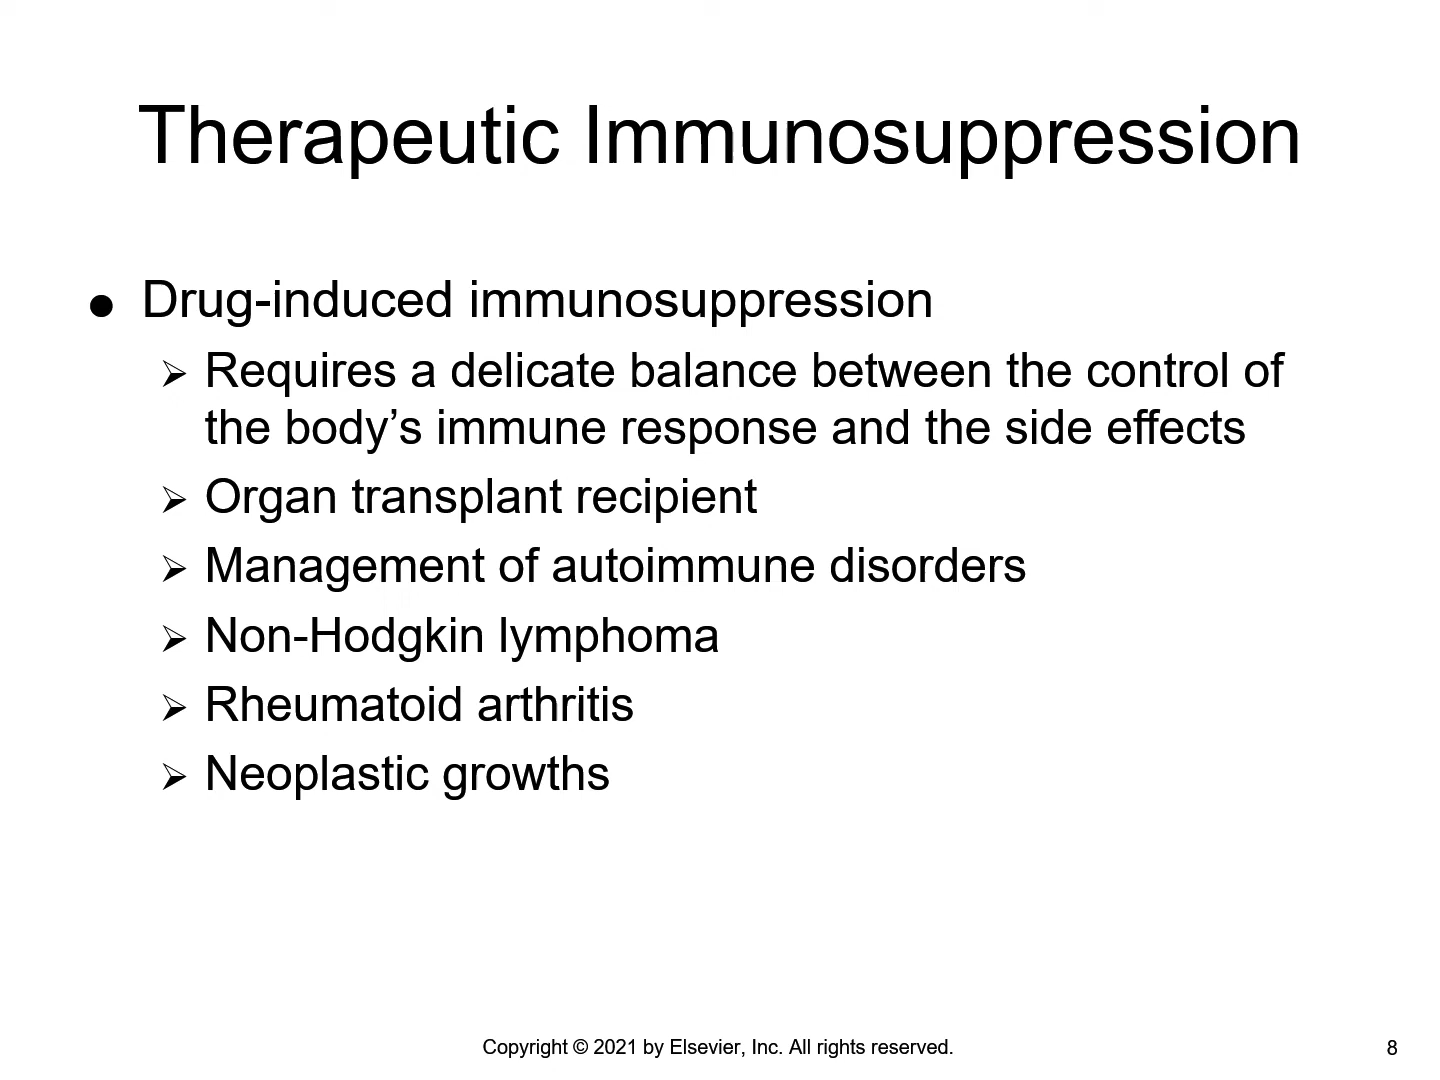 Therapeutic Immunosuppression
● Drug-induced immunosuppression
➢ Requires a delicate balance between the control of
the body’s immune response and the side effects
➢ Organ transplant recipient
➢ Management of autoimmune disorders
➢ Non-Hodgkin lymphoma
➢ Rheumatoid arthritis
➢ Neoplastic growths
Copyright © 2021 by Elsevier, Inc. All rights reserved.
8